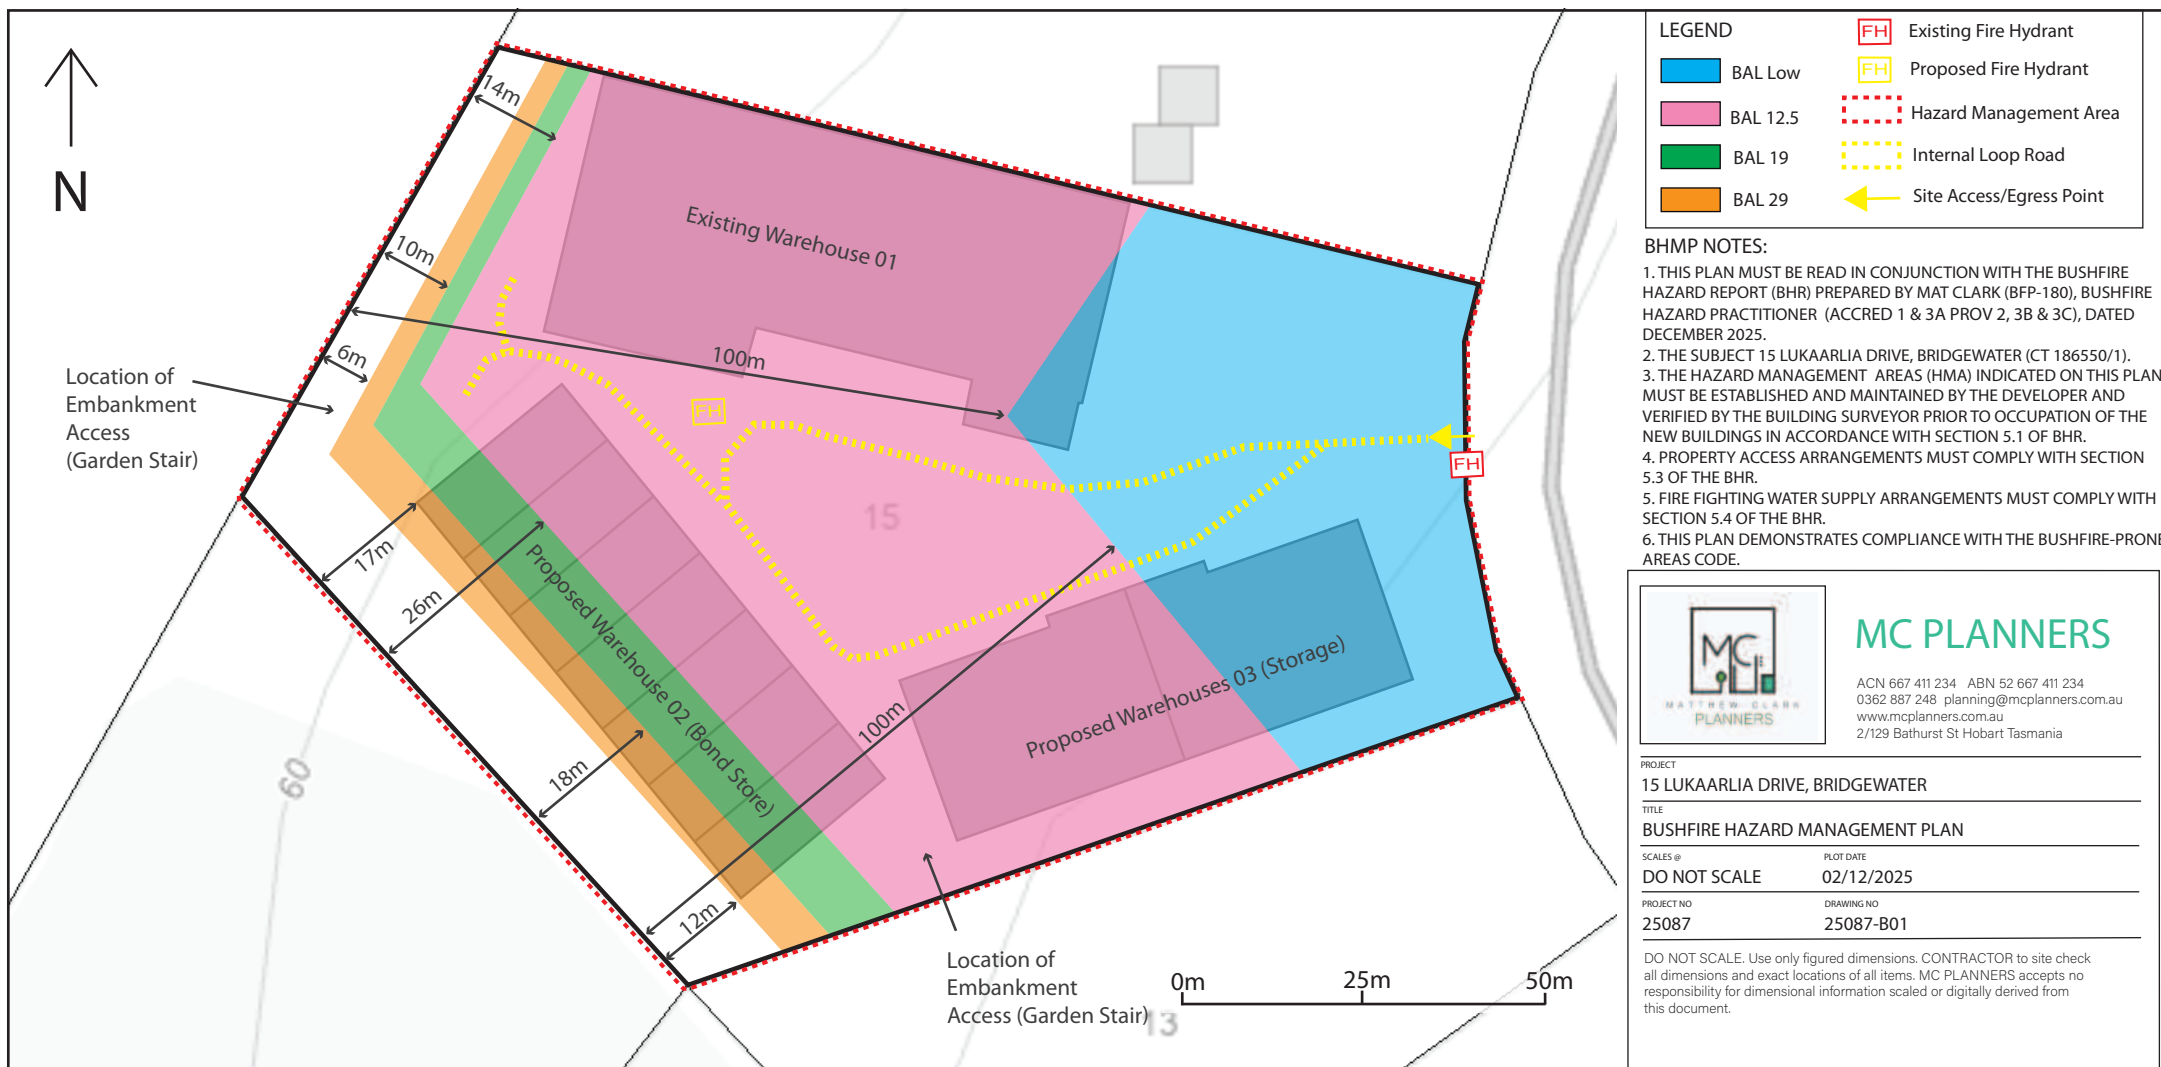 N
14m
10m
6m
100m
Existing Warehouse 01
Location of
Embankment
Access
(Garden Stair)
FH
FH
15
17m
26m
18m
12m
100m
Proposed Warehouse 02 (Bond Store)
Proposed Warehouses 03 (Storage)
60
Location of
Embankment
Access (Garden Stair)
13
0m 25m 50m
LEGEND
BAL Low
BAL 12.5
BAL 19
BAL 29
FH Existing Fire Hydrant
FH Proposed Fire Hydrant
Hazard Management Area
Internal Loop Road
Site Access/Egress Point
BHMP NOTES:
1. THIS PLAN MUST BE READ IN CONJUNCTION WITH THE BUSHFIRE
HAZARD REPORT (BHR) PREPARED BY MAT CLARK (BFP-180), BUSHFIRE
HAZARD PRACTITIONER (ACCRED 1 & 3A PROV 2, 3B & 3C), DATED
DECEMBER 2025.
2. THE SUBJECT 15 LUKAARLIA DRIVE, BRIDGEWATER (CT 186550/1).
3. THE HAZARD MANAGEMENT AREAS (HMA) INDICATED ON THIS PLAN
MUST BE ESTABLISHED AND MAINTAINED BY THE DEVELOPER AND
VERIFIED BY THE BUILDING SURVEYOR PRIOR TO OCCUPATION OF THE
NEW BUILDINGS IN ACCORDANCE WITH SECTION 5.1 OF BHR.
4. PROPERTY ACCESS ARRANGEMENTS MUST COMPLY WITH SECTION
5.3 OF THE BHR.
5. FIRE FIGHTING WATER SUPPLY ARRANGEMENTS MUST COMPLY WITH
SECTION 5.4 OF THE BHR.
6. THIS PLAN DEMONSTRATES COMPLIANCE WITH THE BUSHFIRE-PRONE
AREAS CODE.
MC
MATTHEW CLARK
PLANNERS
MC PLANNERS
ACN 667 411 234 ABN 52 667 411 234
0362 887 248 planning@mcplanners.com.au
www.mcplanners.com.au
2/129 Bathurst St Hobart Tasmania
PROJECT
15 LUKAARLIA DRIVE, BRIDGEWATER
TITLE
BUSHFIRE HAZARD MANAGEMENT PLAN
SCALES @ PLOT DATE
DO NOT SCALE 02/12/2025
PROJECT NO DRAWING NO
25087 25087-B01
DO NOT SCALE. Use only figured dimensions. CONTRACTOR to site check
all dimensions and exact locations of all items. MC PLANNERS accepts no
responsibility for dimensional information scaled or digitally derived from
this document.